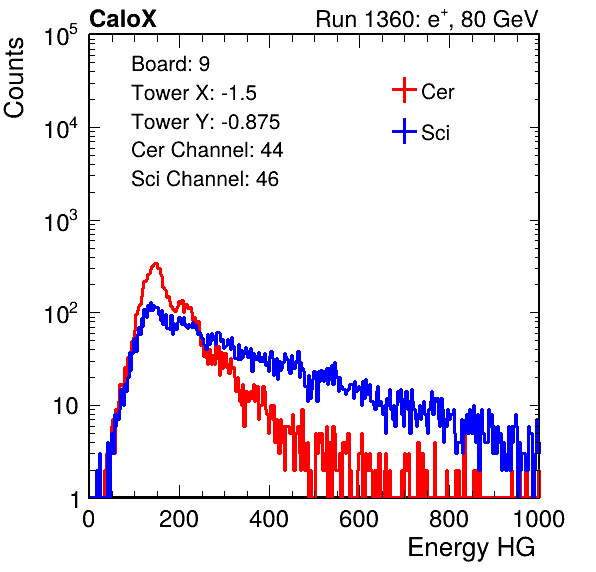 CaloX Run 1360: e⁺, 80 GeV
Counts
10⁵
10⁴
10³
10²
10
1
Board: 9
Tower X: -1.5
Tower Y: -0.875
Cer Channel: 44
Sci Channel: 46
Cer
Sci
0 200 400 600 800 1000
Energy HG